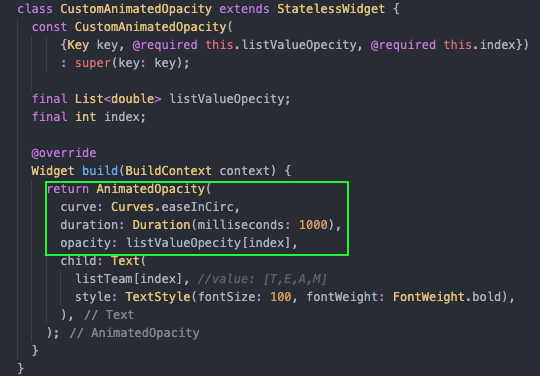 class CustomAnimatedOpacity extends StatelessWidget {
const CustomAnimatedOpacity(
{Key key, @required this.listValueOpecity, @required this.index})
: super(key: key);
final List<double> listValueOpecity;
final int index;
@override
Widget build(BuildContext context) {
return AnimatedOpacity(
curve: Curves.easeInCirc,
duration: Duration(milliseconds: 1000),
opacity: listValueOpecity[index],
child: Text(
listTeam[index], //value: [T,E,A,M]
style: TextStyle(fontSize: 100, fontWeight: FontWeight.bold),
), // Text
); // AnimatedOpacity
}
}